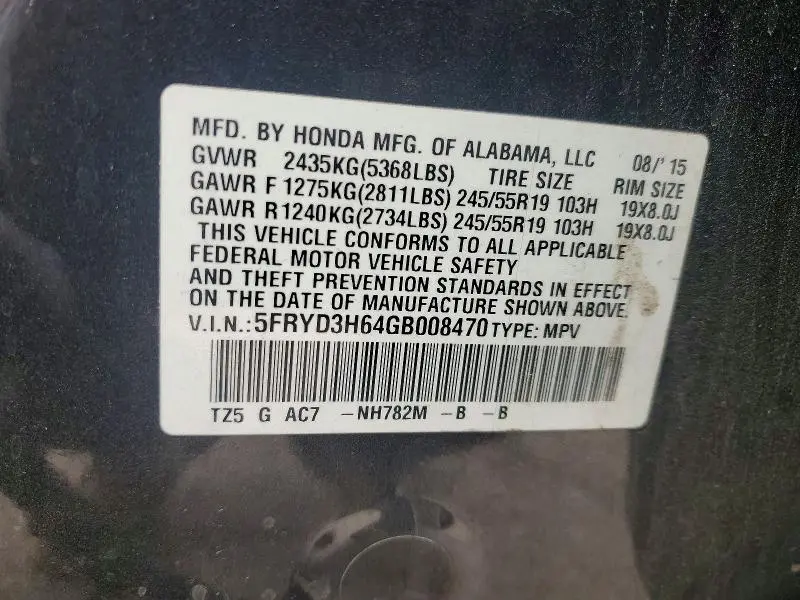 MFD. BY HONDA MFG. OF ALABAMA, LLC 08/'15
GVWR 2435KG(5368LBS) TIRE SIZE RIM SIZE
GAWR F 1275KG(2811LBS) 245/55R19 103H 19X8.0J
GAWR R1240KG(2734LBS) 245/55R19 103H 19X8.0J
THIS VEHICLE CONFORMS TO ALL APPLICABLE
FEDERAL MOTOR VEHICLE SAFETY
AND THEFT PREVENTION STANDARDS IN EFFECT
ON THE DATE OF MANUFACTURE SHOWN ABOVE.
V.I.N.:5FRYD3H64GB008470 TYPE: MPV
TZ5 G AC7 -NH782M -B -B